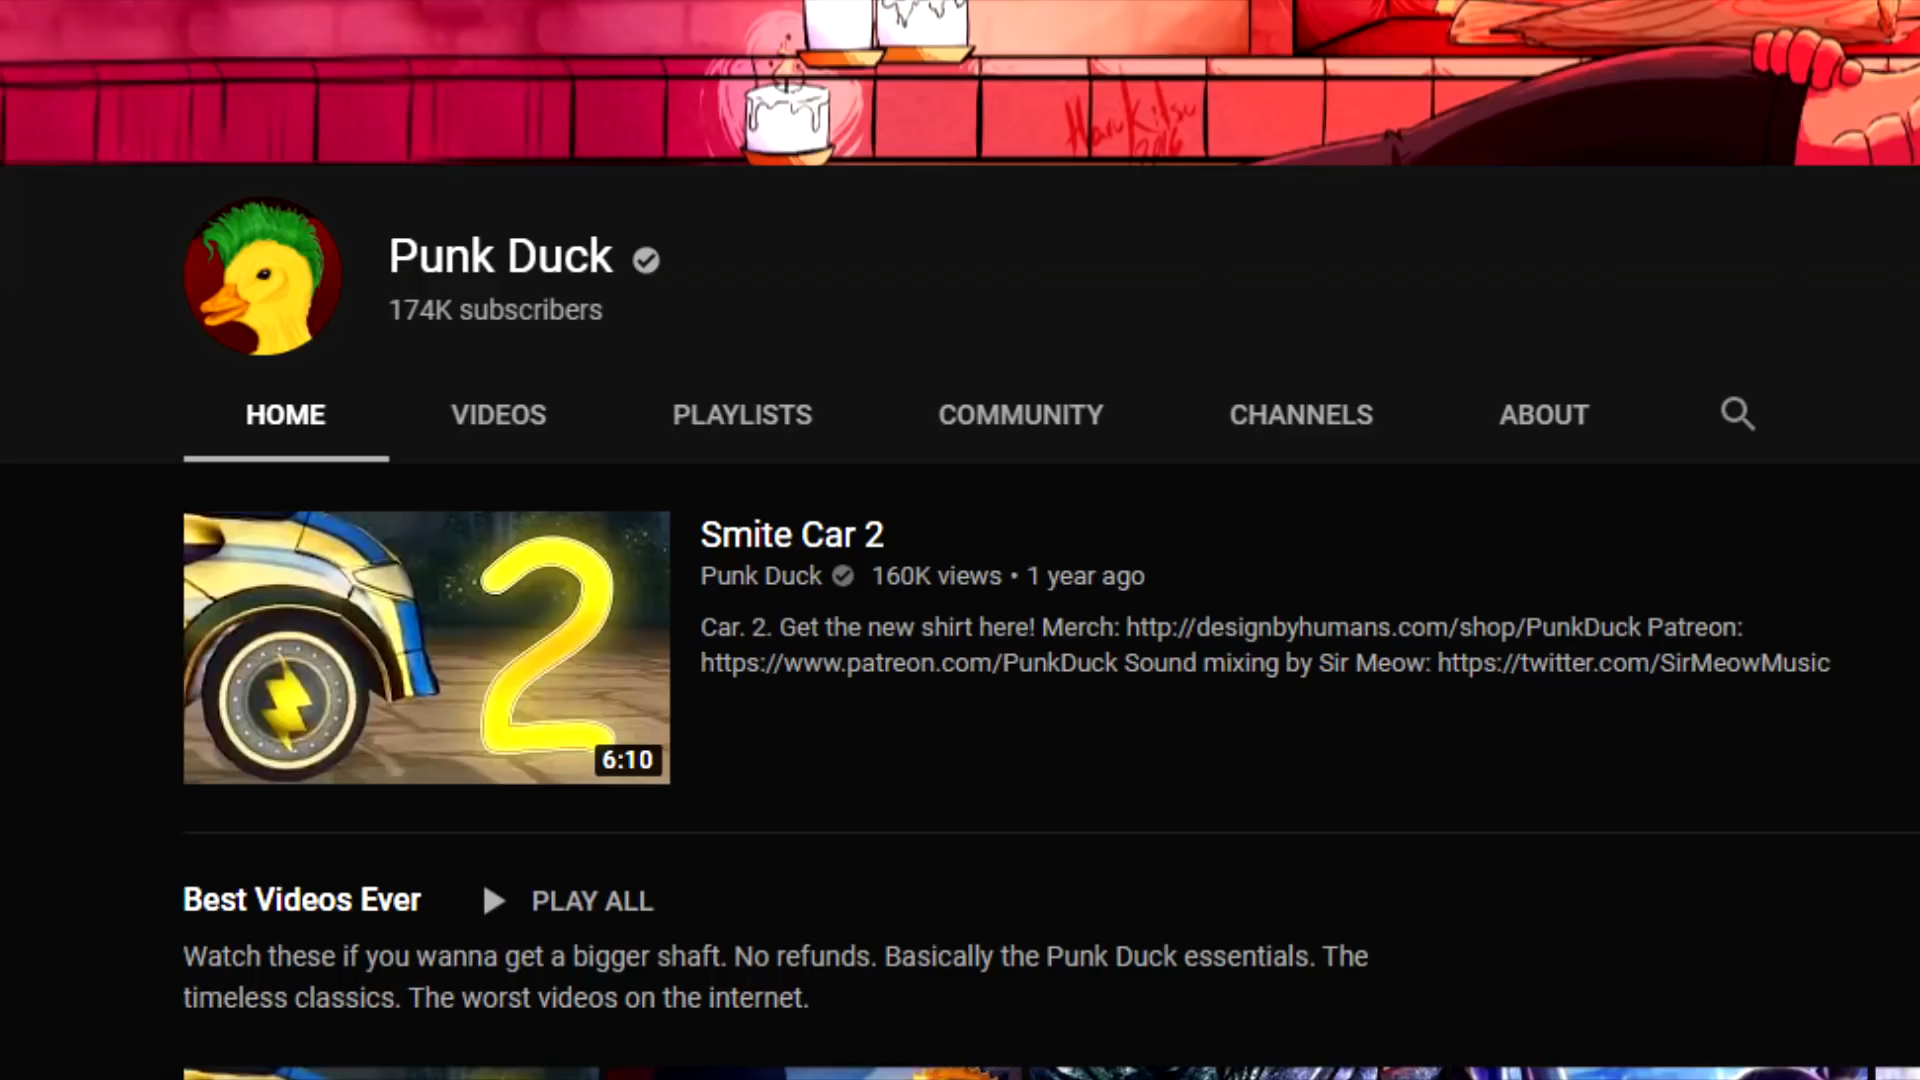 Haru Kitsu
2016
Punk Duck
174K subscribers
HOME VIDEOS PLAYLISTS COMMUNITY CHANNELS ABOUT
2
6:10
Smite Car 2
Punk Duck 160K views • 1 year ago
Car. 2. Get the new shirt here! Merch: http://designbyhumans.com/shop/PunkDuck Patreon:
https://www.patreon.com/PunkDuck Sound mixing by Sir Meow: https://twitter.com/SirMeowMusic
Best Videos Ever PLAY ALL
Watch these if you wanna get a bigger shaft. No refunds. Basically the Punk Duck essentials. The
timeless classics. The worst videos on the internet.